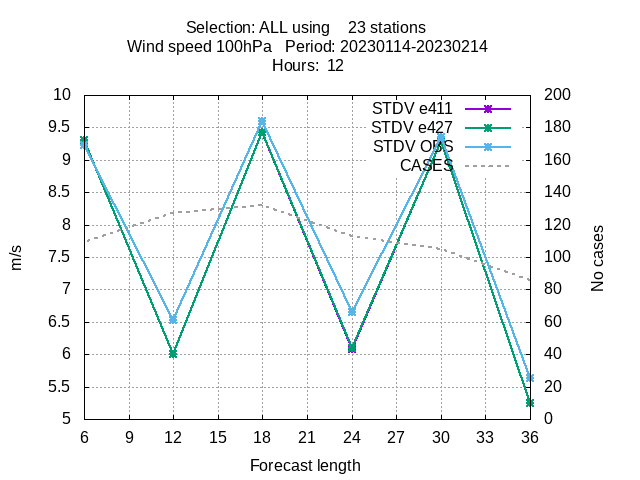 Selection: ALL using    23 stations
Wind speed 100hPa   Period: 20230114-20230214
Hours:  12
10
9.5
9
8.5
8
7.5
7
6.5
6
5.5
5
200
180
160
140
120
100
80
60
40
20
0
STDV e411
STDV e427
STDV OBS
CASES
m/s
No cases
6 9 12 15 18 21 24 27 30 33 36
Forecast length